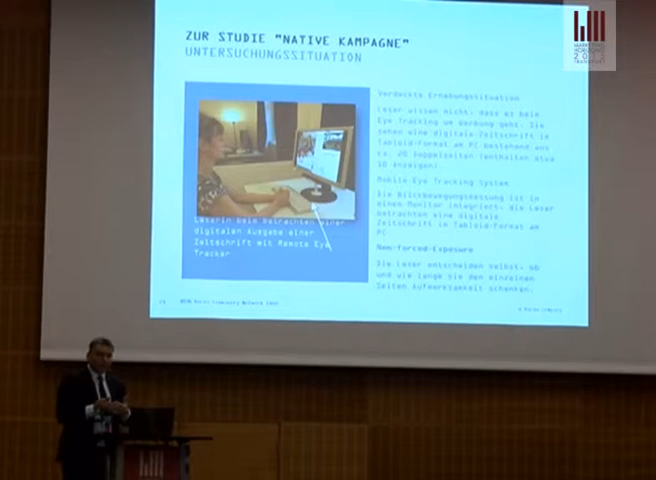 ZUR STUDIE "NATIVE KAMPAGNE"
UNTERSUCHUNGSSITUATION
Verdeckte Erhebungssituation
Leser wissen nicht, dass es beim
Eye Tracking um Werbung geht. Sie
sehen eine digitale Zeitschrift im
Tabloid-Format am PC bestehend aus
ca. 20 Doppelseiten (enthalten etwa
10 Anzeigen).
Mobile-Eye Tracking System
Die Blickbewegungsmessung ist in
einem Monitor integriert. die Leser
betrachten eine digitale
Zeitschrift im Tabloid-Format am
PC
Non-forced-Exposure
Die Leser entscheiden selbst, ob
und wie lange sie den einzelnen
Seiten Aufmerksamkeit schenken.
Leserin beim Betrachten einer
digitalen Ausgabe einer
Zeitschrift mit Remote Eye
Tracker
MARKETING
HORIZONTE
2013